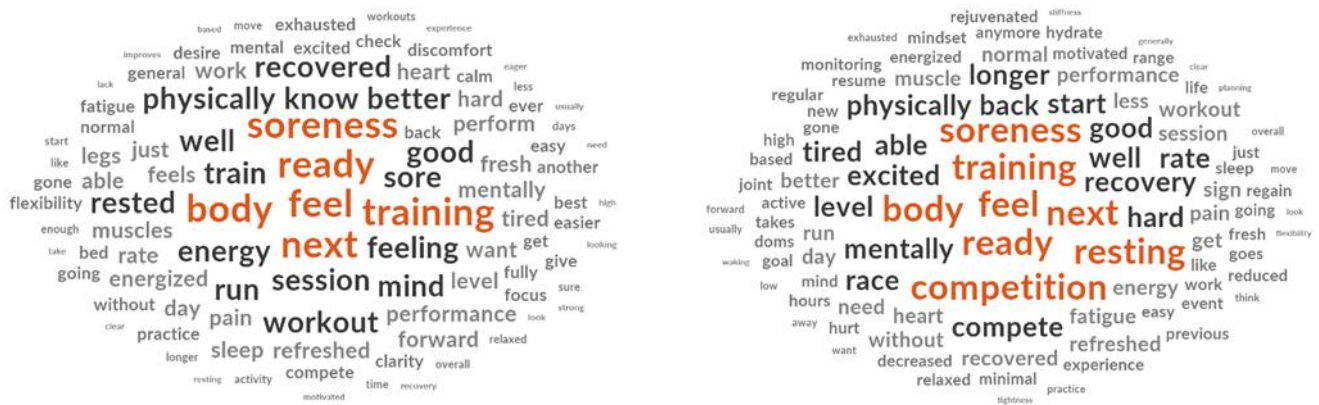 workouts
based move exhausted experience
improves desire mental excited check discomfort
general work recovered heart calm eager
lack less
fatigue physically know better hard ever usually
normal soreness back perform days
start well easy need
like legs just ready good fresh another
gone able feels train sore mentally
flexibility rested body feel training best high
enough muscles tired easier
take bed rate energy next feeling want get looking
going energized give
run session mind level fully sure
without day focus strong
clear pain workout performance look
practice forward relaxed
longer sleep refreshed clarity overall
resting activity compete time recovery
motivated
rejuvenated stiffness
exhausted mindset anymore hydrate
energized normal motivated generally
monitoring range
resume muscle longer performance clear
regular life planning
new physically back start less workout
gone soreness good session overall
high tired able
based training well rate just
joint better excited sleep move
recovery sign regain
active level body feel next hard pain going look
forward
usually takes run fresh flexibility
doms mentally ready resting get
waking goal day like goes
low mind race competition energy work reduced
hours event think
away need heart compete fatigue easy
hurt previous
want without refreshed
decreased recovered experience
relaxed minimal practice
tightness